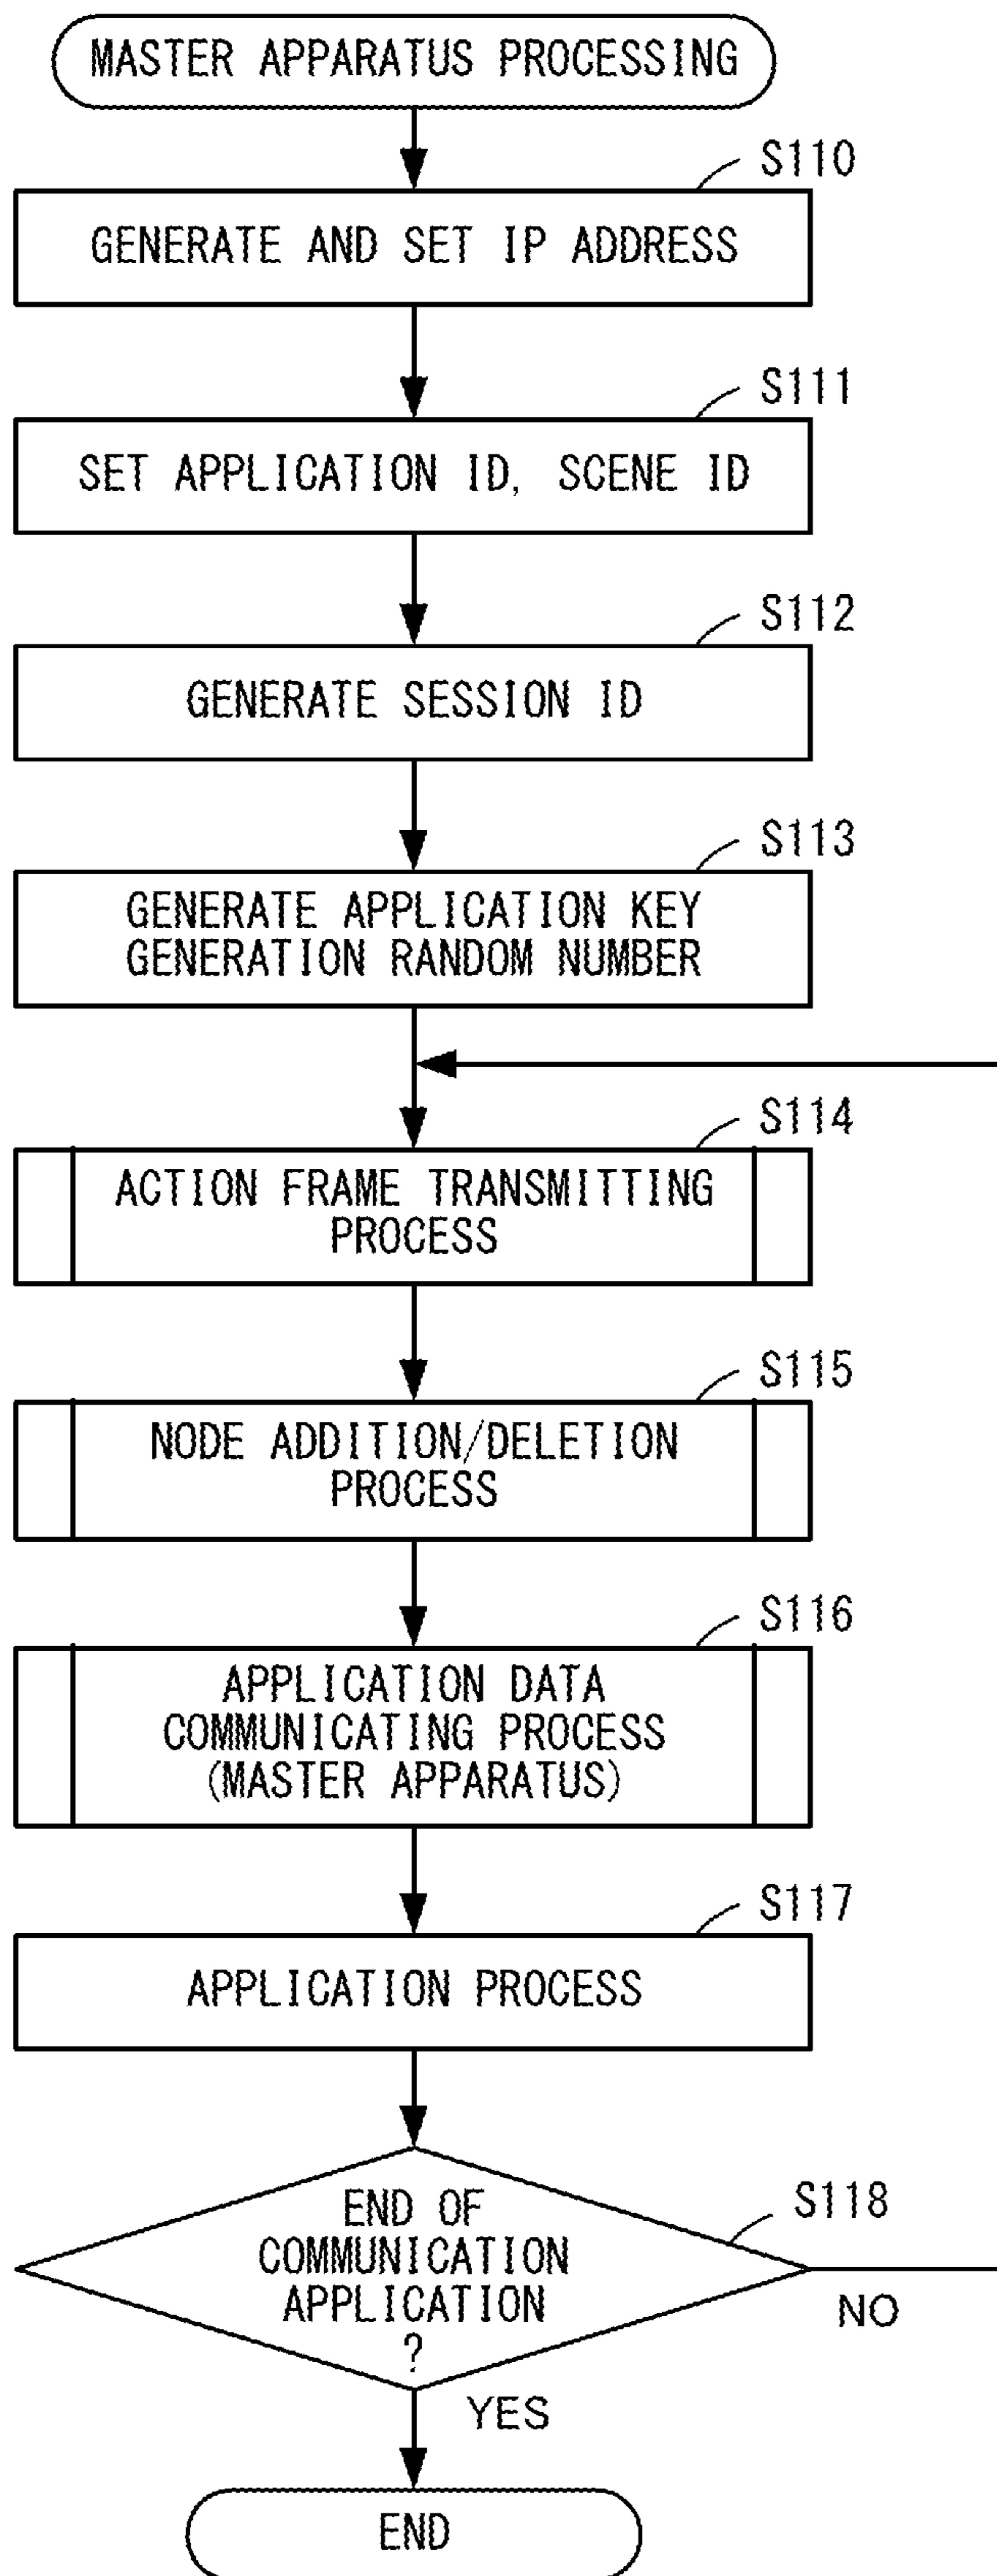 MASTER APPARATUS PROCESSING
S110
GENERATE AND SET IP ADDRESS
S111
SET APPLICATION ID, SCENE ID
S112
GENERATE SESSION ID
S113
GENERATE APPLICATION KEY
GENERATION RANDOM NUMBER
S114
ACTION FRAME TRANSMITTING
PROCESS
S115
NODE ADDITION/DELETION
PROCESS
S116
APPLICATION DATA
COMMUNICATING PROCESS
(MASTER APPARATUS)
S117
APPLICATION PROCESS
S118
END OF
COMMUNICATION
APPLICATION
?
NO
YES
END